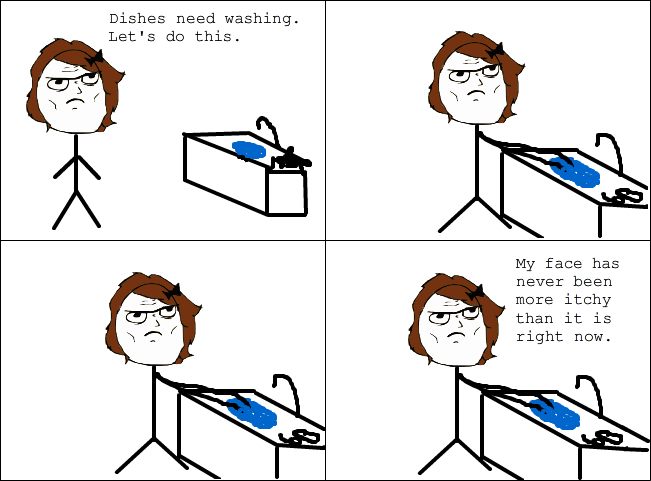 Dishes need washing.
Let's do this.
My face has
never been
more itchy
than it is
right now.